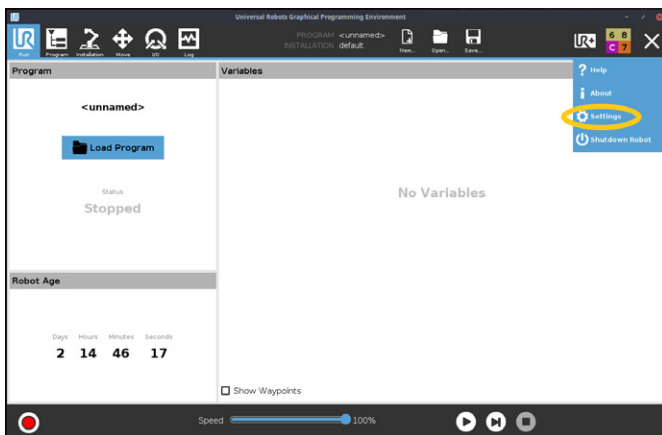 Universal Robots Graphical Programming Environment
UR
Run
Program
Installation
Move
I/O
Log
PROGRAM <unnamed>
INSTALLATION default
New...
Open...
Save...
UR+
6 8
C 7
Program
<unnamed>
Load Program
Status
Stopped
Robot Age
Days Hours Minutes Seconds
2 14 46 17
Variables
No Variables
Show Waypoints
? Help
i About
Settings
Shutdown Robot
Speed 100%